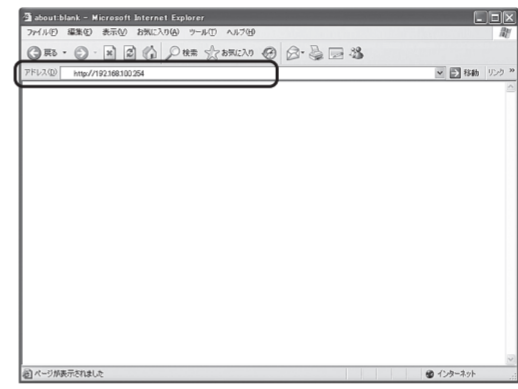 about:blank - Microsoft Internet Explorer
ファイル(F) 編集(E) 表示(V) お気に入り(A) ツール(T) ヘルプ(H)
戻る 検索 お気に入り
アドレス(D) http://192.168.100.254 移動 リンク »
ページが表示されました インターネット